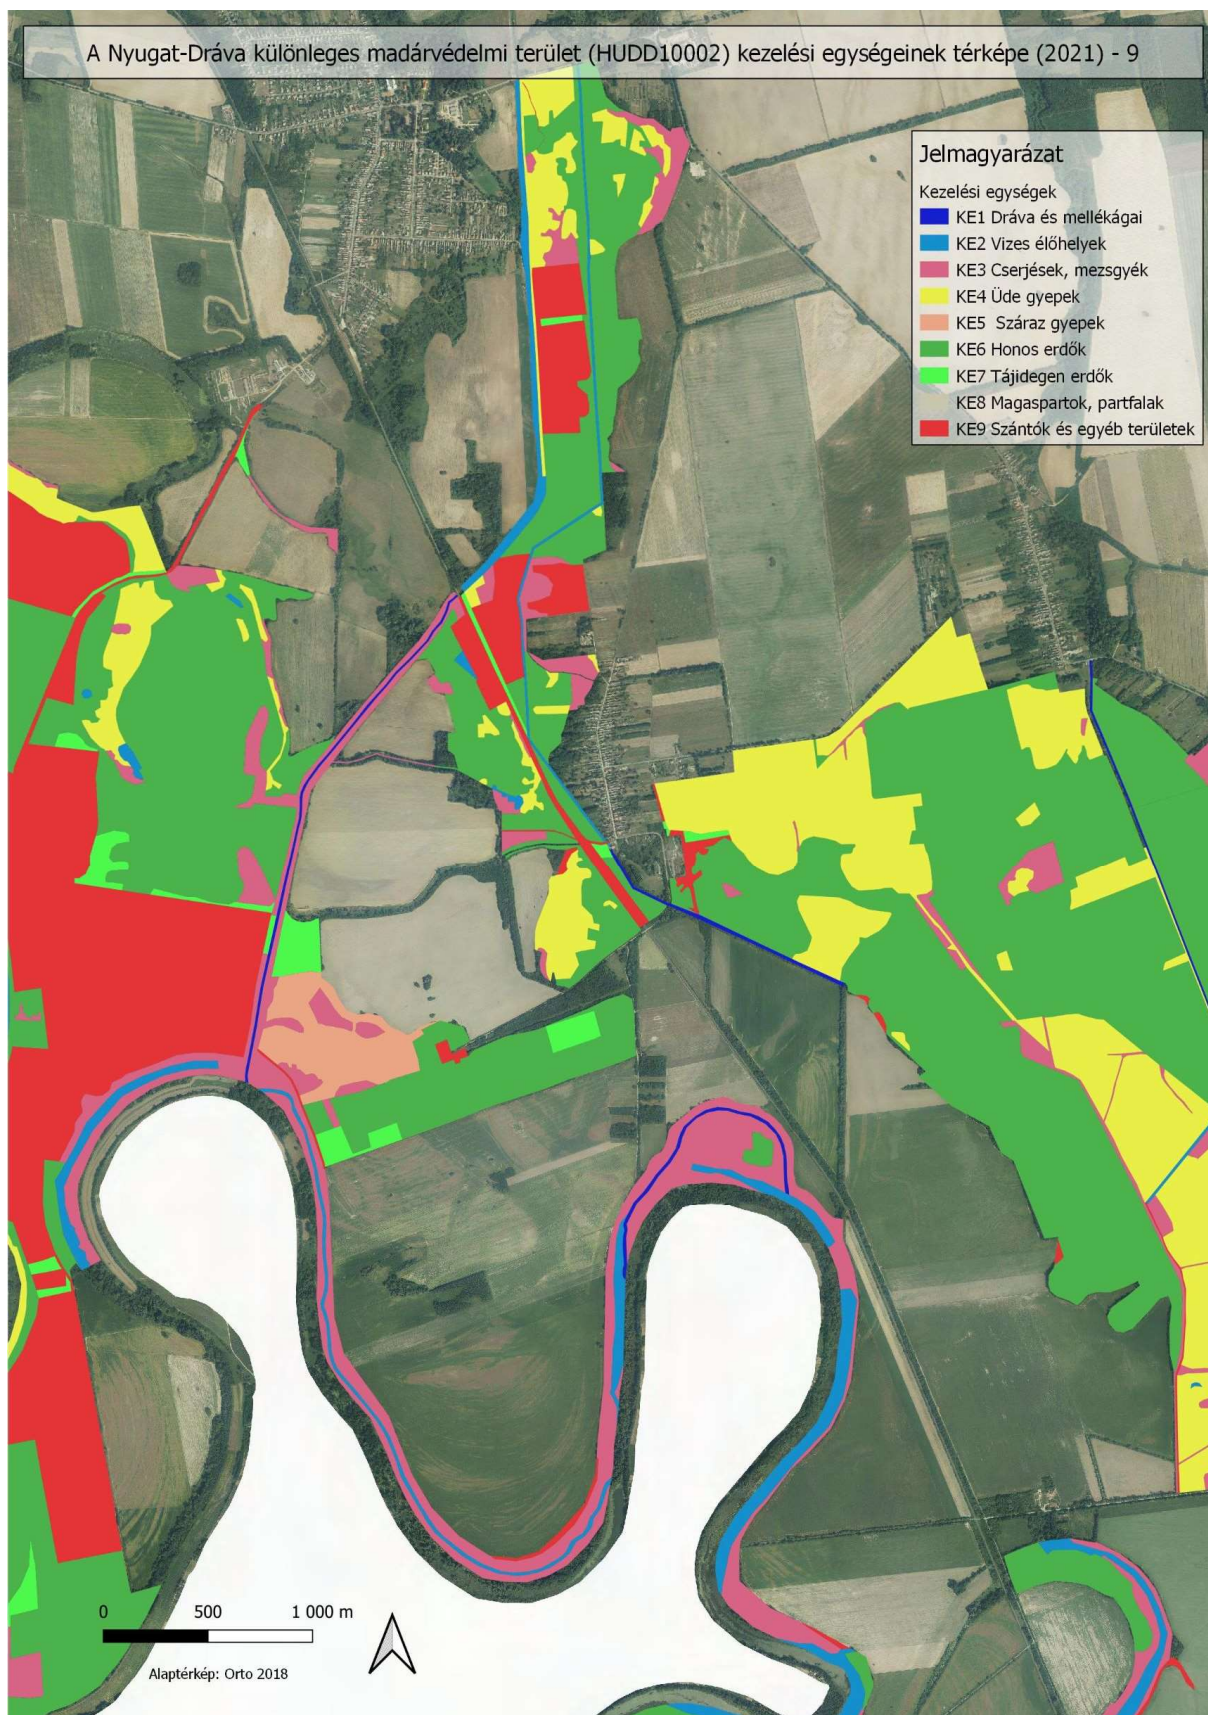 A Nyugat-Dráva különleges madárvédelmi terület (HUDD10002) kezelési egységeinek térképe (2021) - 9
Jelmagyarázat
Kezelési egységek
KE1 Dráva és mellékágai
KE2 Vizes élőhelyek
KE3 Cserjések, mezsgyék
KE4 Üde gyepek
KE5 Száraz gyepek
KE6 Honos erdők
KE7 Tájidegen erdők
KE8 Magaspartok, partfalak
KE9 Szántók és egyéb területek
0 500 1 000 m
Alaptérkép: Orto 2018